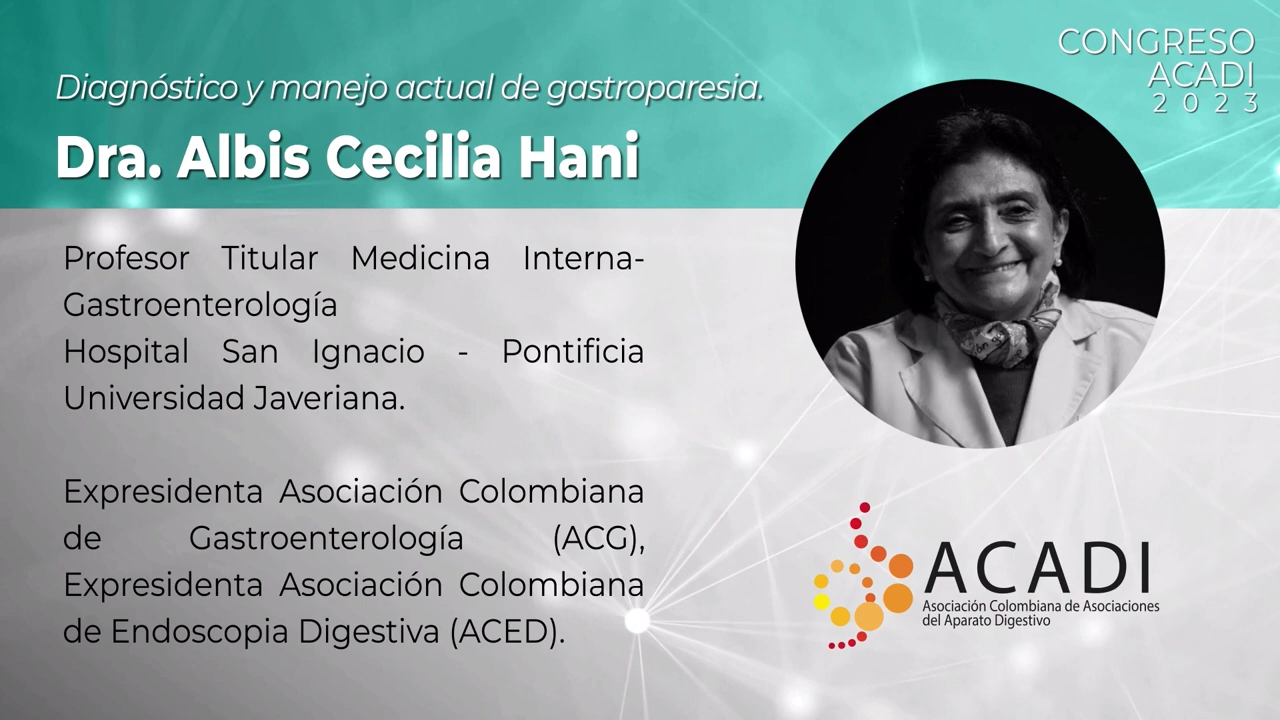 CONGRESO
ACADI
2023
Diagnóstico y manejo actual de gastroparesia.
Dra. Albis Cecilia Hani
Profesor Titular Medicina Interna-
Gastroenterología
Hospital San Ignacio - Pontificia
Universidad Javeriana.
Expresidenta Asociación Colombiana
de Gastroenterología (ACG),
Expresidenta Asociación Colombiana
de Endoscopia Digestiva (ACED).
ACADI
Asociación Colombiana de Asociaciones
del Aparato Digestivo